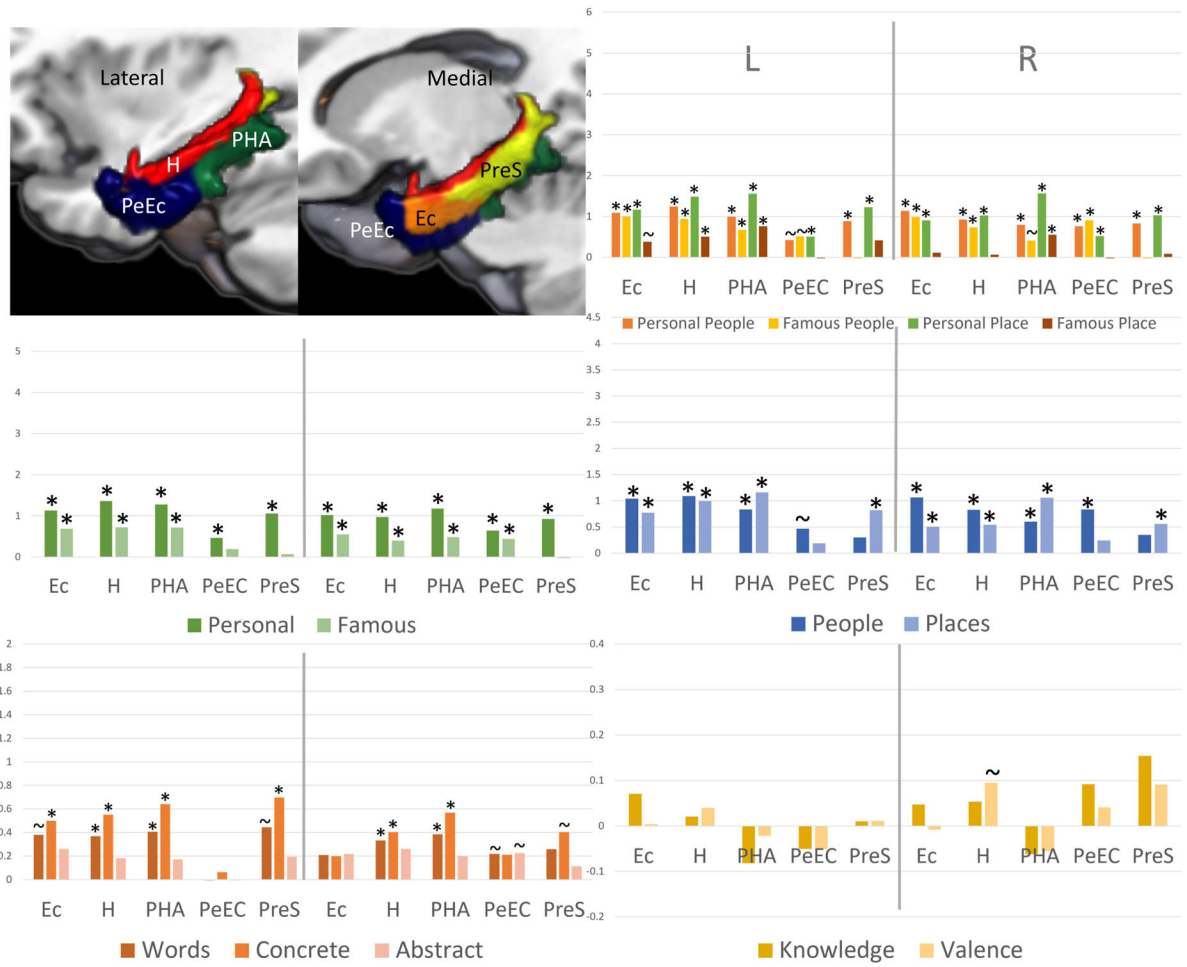 Lateral
Medial
PHA
H
PeEc
PreS
Ec
PeEc
6
5
4
3
2
1
0
L R
* * * ~ * * * * * * * * ~ ~ * * * * * * * * * * ~ * * * * * * *
Ec H PHA PeEC PreS Ec H PHA PeEC PreS
Personal People Famous People Personal Place Famous Place
5
4
3
2
1
0
* * * * * * * * * * * * * * * * *
Ec H PHA PeEC PreS Ec H PHA PeEC PreS
Personal Famous
4.5
4
3.5
3
2.5
2
1.5
1
0.5
0
* * * * * * ~ * * * * * * * * *
Ec H PHA PeEC PreS Ec H PHA PeEC PreS
People Places
2
1.8
1.6
1.4
1.2
1
0.8
0.6
0.4
0.2
0
~ * * * * * ~ * * * * * ~ ~ ~
Ec H PHA PeEC PreS Ec H PHA PeEC PreS
Words Concrete Abstract
0.4
0.3
0.2
0.1
0
-0.1
-0.2
~
Ec H PHA PeEC PreS Ec H PHA PeEC PreS
Knowledge Valence